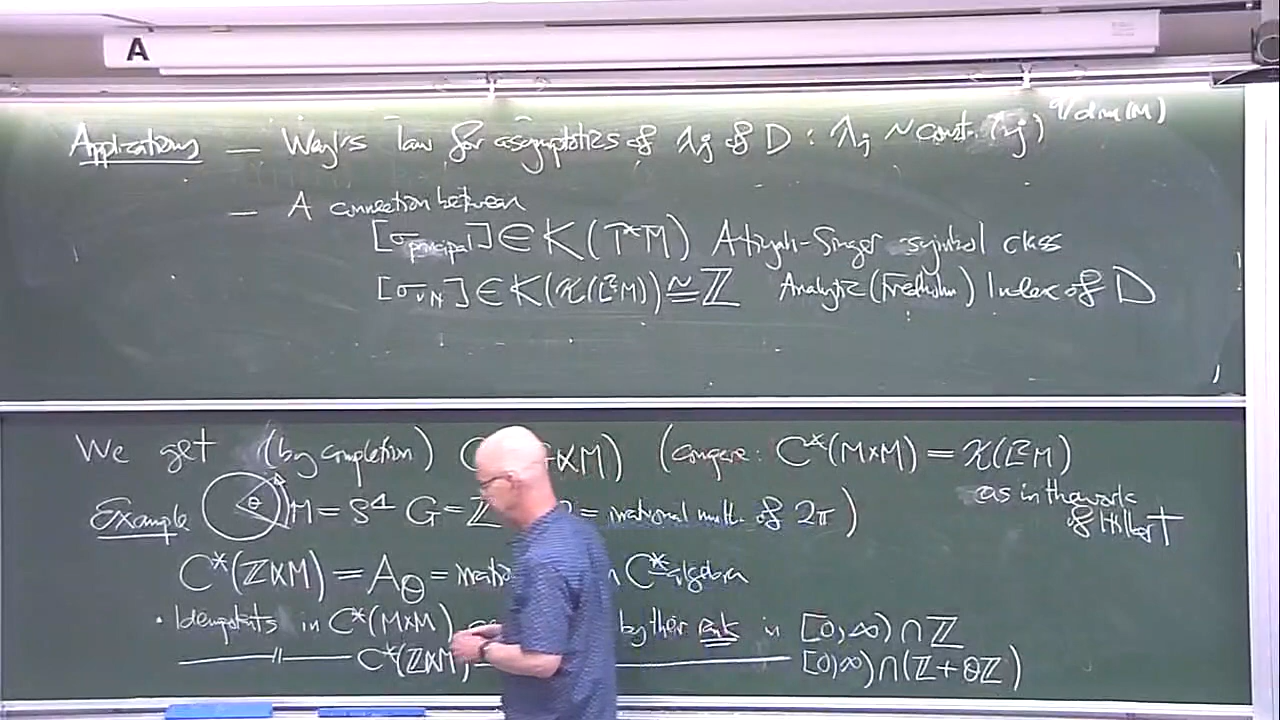 A
Applications — Weyl's law for asymptotics of λj of D : λj ~ const. (j) q/dim(M)
— A connection between
[σprincipal] ∈ K(T*M) Atiyah-Singer symbol class
[σ] ∈ K(K(L²M)) ≅ ℤ Analytic (Fredholm) Index of D
We get (by completion) C ⋉M) (compare: C*(M×M) = K(L²M)
as in the work of Hilbert
Example θ M = S¹ G = ℤ = irrational mult. of 2π)
C*(ℤ⋉M) = Aθ = C*-algebra
• Idempotents in C*(M×M) by their rank in [0,∞) ∩ ℤ
—— // —— C*(ℤ⋉M) —— [0,∞) ∩ (ℤ + θℤ)